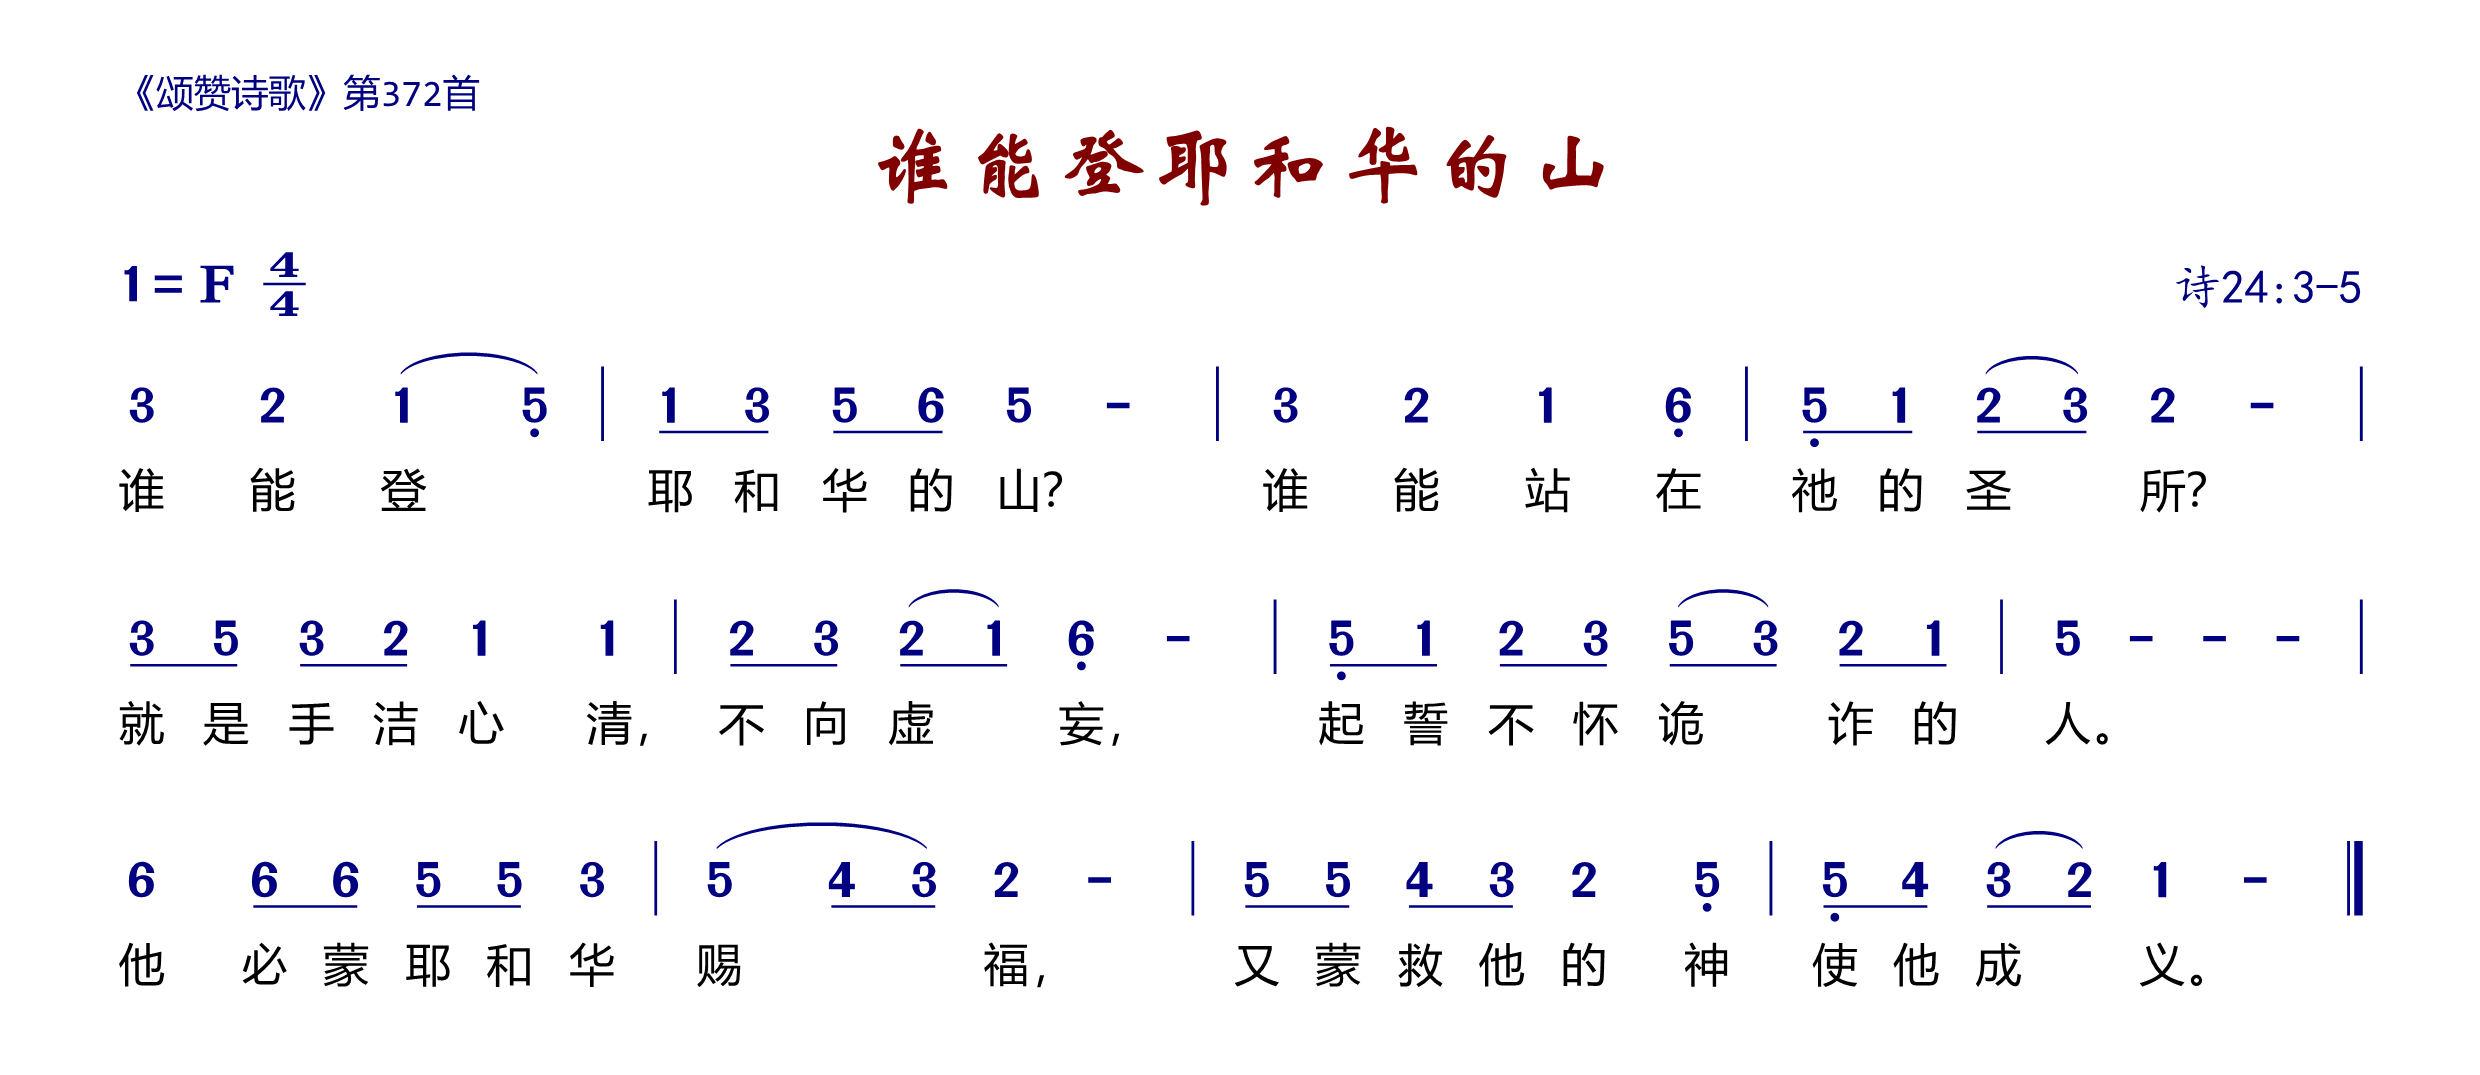 《颂赞诗歌》第372首
谁能登耶和华的山
1=F 4/4
诗24:3-5
3 2 1 5̣ | 1 3 5 6 5 - | 3 2 1 6̣ | 5̣ 1 2 3 2 - |
谁 能 登 耶 和 华 的 山? 谁 能 站 在 祂 的 圣 所?
3 5 3 2 1 1 | 2 3 2 1 6̣ - | 5̣ 1 2 3 5 3 2 1 | 5 - - - |
就 是 手 洁 心 清, 不 向 虚 妄, 起 誓 不 怀 诡 诈 的 人。
6 6 6 5 5 3 | 5 4 3 2 - | 5 5 4 3 2 5̣ | 5̣ 4 3 2 1 - ‖
他 必 蒙 耶 和 华 赐 福, 又 蒙 救 他 的 神 使 他 成 义。